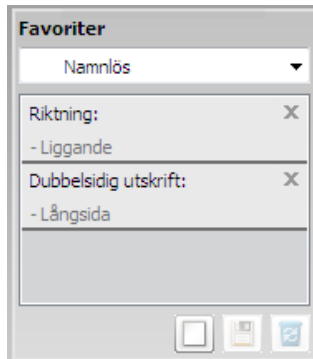 Favoriter
Namnlös
Riktning:
- Liggande
Dubbelsidig utskrift:
- Långsida